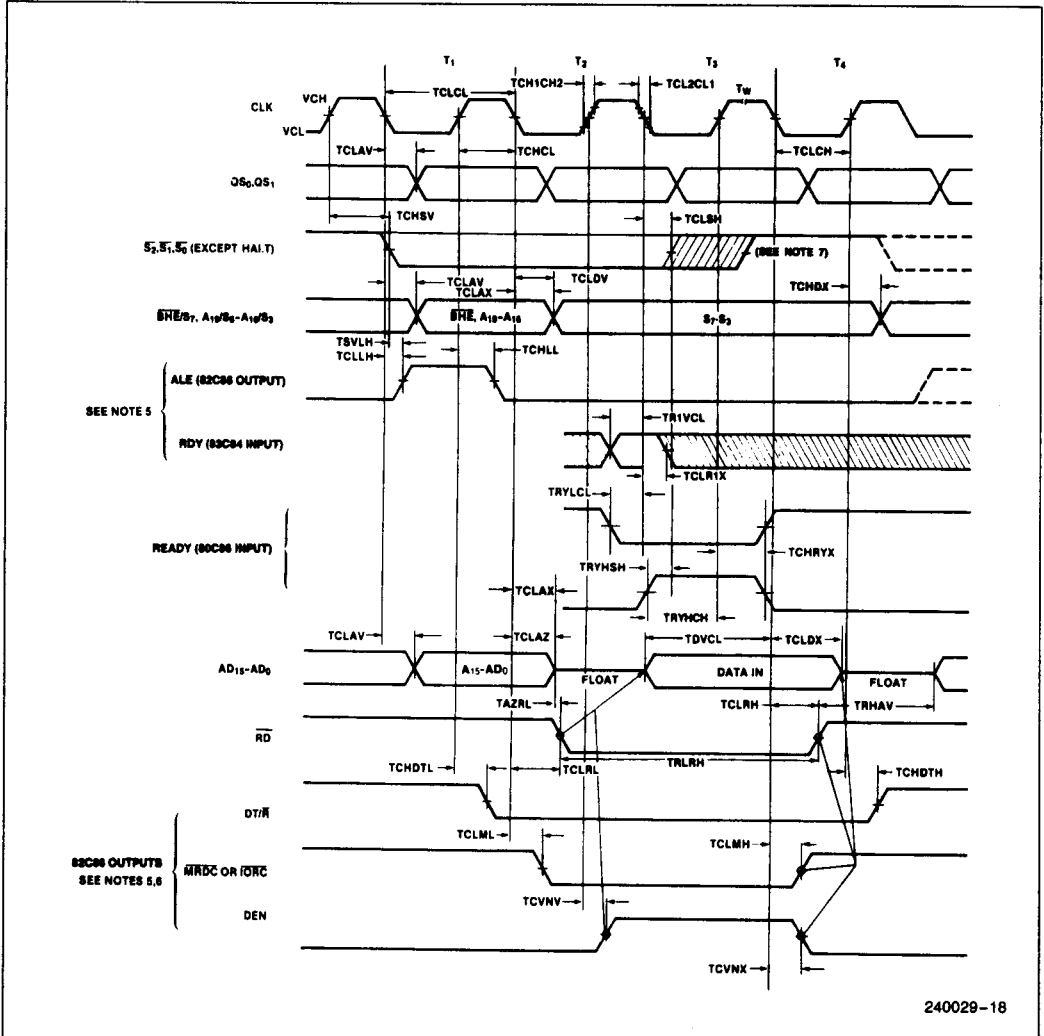 T1 T2 T3 T4
TCH1CH2 TCL2CL1
TCLCL TW
CLK VCH
VCL
TCLAV TCHCL TCLCH
QS0,QS1
TCHSV TCLSH
S2,S1,S0 (EXCEPT HALT) (SEE NOTE 7)
TCLAV TCLDV
TCLAX TCHDX
BHE/S7, A19/S6-A16/S3 BHE, A19-A16 S7-S3
TSVLH
TCLLH TCHLL
ALE (82C88 OUTPUT)
SEE NOTE 5
TR1VCL
RDY (82C84 INPUT)
TCLR1X
TRYLCL
READY (80C86 INPUT) TCHRYX
TRYHSH
TCLAX
TRYHCH
TCLAV TCLAZ TDVCL TCLDX
AD15-AD0 A15-AD0 FLOAT DATA IN FLOAT
TAZRL TCLRH TRHAV
RD
TCHDTL TCLRL TRLRH TCHDTH
DT/R
TCLML TCLMH
82C88 OUTPUTS
SEE NOTES 5,6
MRDC OR IORC
TCVNV
DEN
TCVNX
240029-18